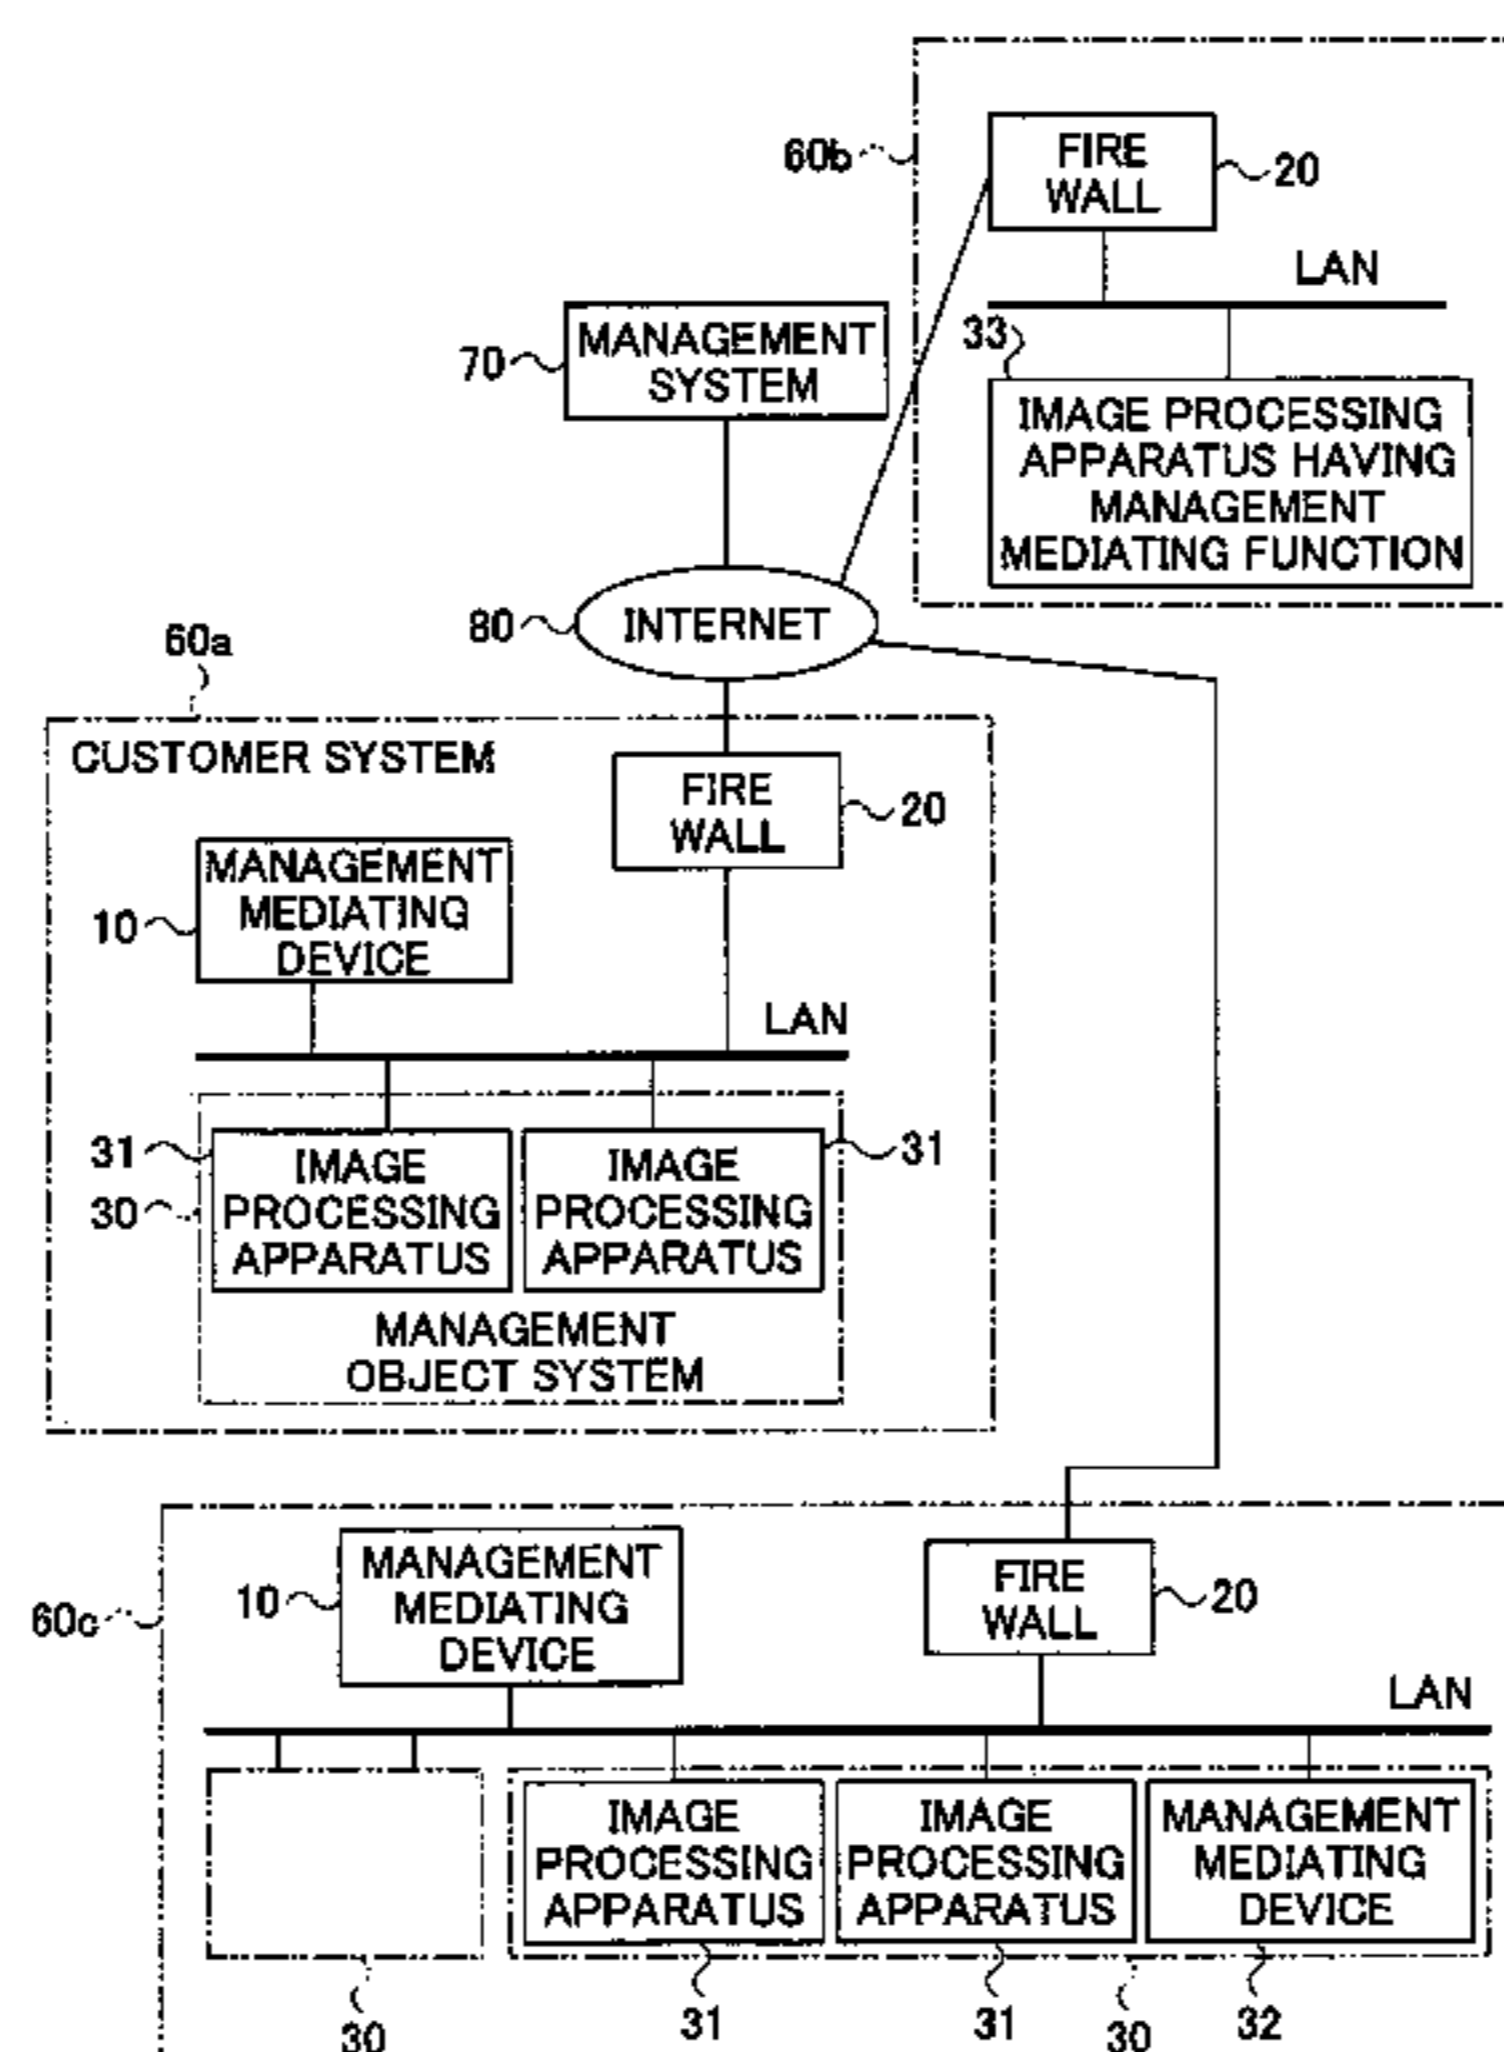 60b
FIRE
WALL
20
LAN
33
IMAGE PROCESSING
APPARATUS HAVING
MANAGEMENT
MEDIATING FUNCTION
70
MANAGEMENT
SYSTEM
80
INTERNET
60a
CUSTOMER SYSTEM
FIRE
WALL
20
10
MANAGEMENT
MEDIATING
DEVICE
LAN
31
30
IMAGE
PROCESSING
APPARATUS
IMAGE
PROCESSING
APPARATUS
31
MANAGEMENT
OBJECT SYSTEM
60c
10
MANAGEMENT
MEDIATING
DEVICE
FIRE
WALL
20
LAN
IMAGE
PROCESSING
APPARATUS
IMAGE
PROCESSING
APPARATUS
MANAGEMENT
MEDIATING
DEVICE
30
31
31
30
32